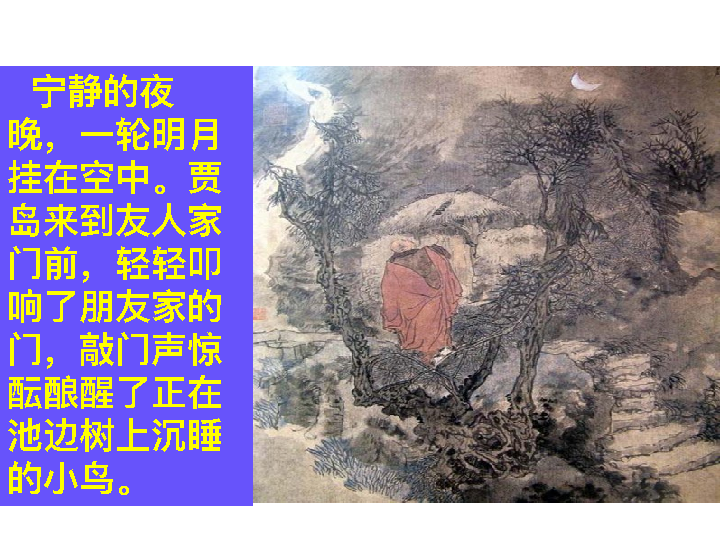 宁静的夜
晚，一轮明月
挂在空中。贾
岛来到友人家
门前，轻轻叩
响了朋友家的
门，敲门声惊
酝酿醒了正在
池边树上沉睡
的小鸟。